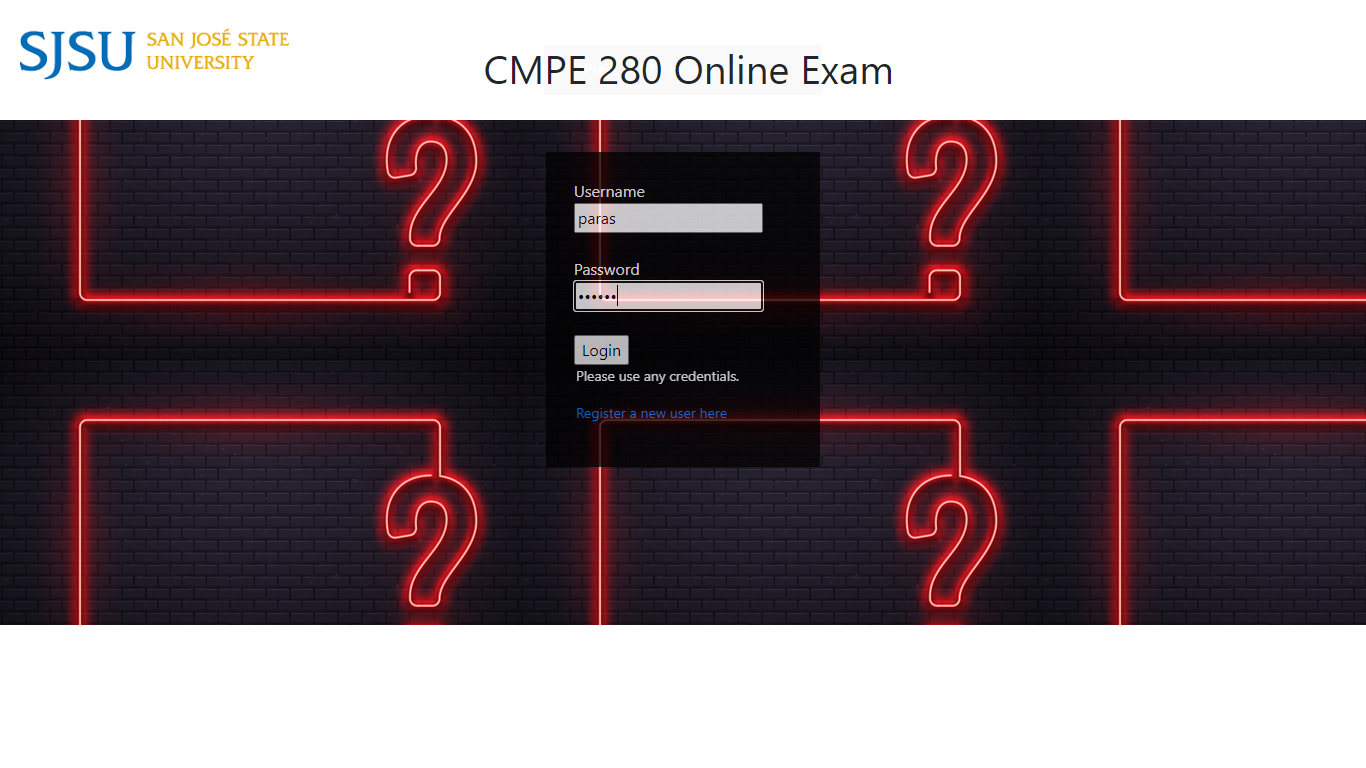 SJSU SAN JOSÉ STATE
UNIVERSITY
CMPE 280 Online Exam
Username
paras
Password
••••••
Login
Please use any credentials.
Register a new user here